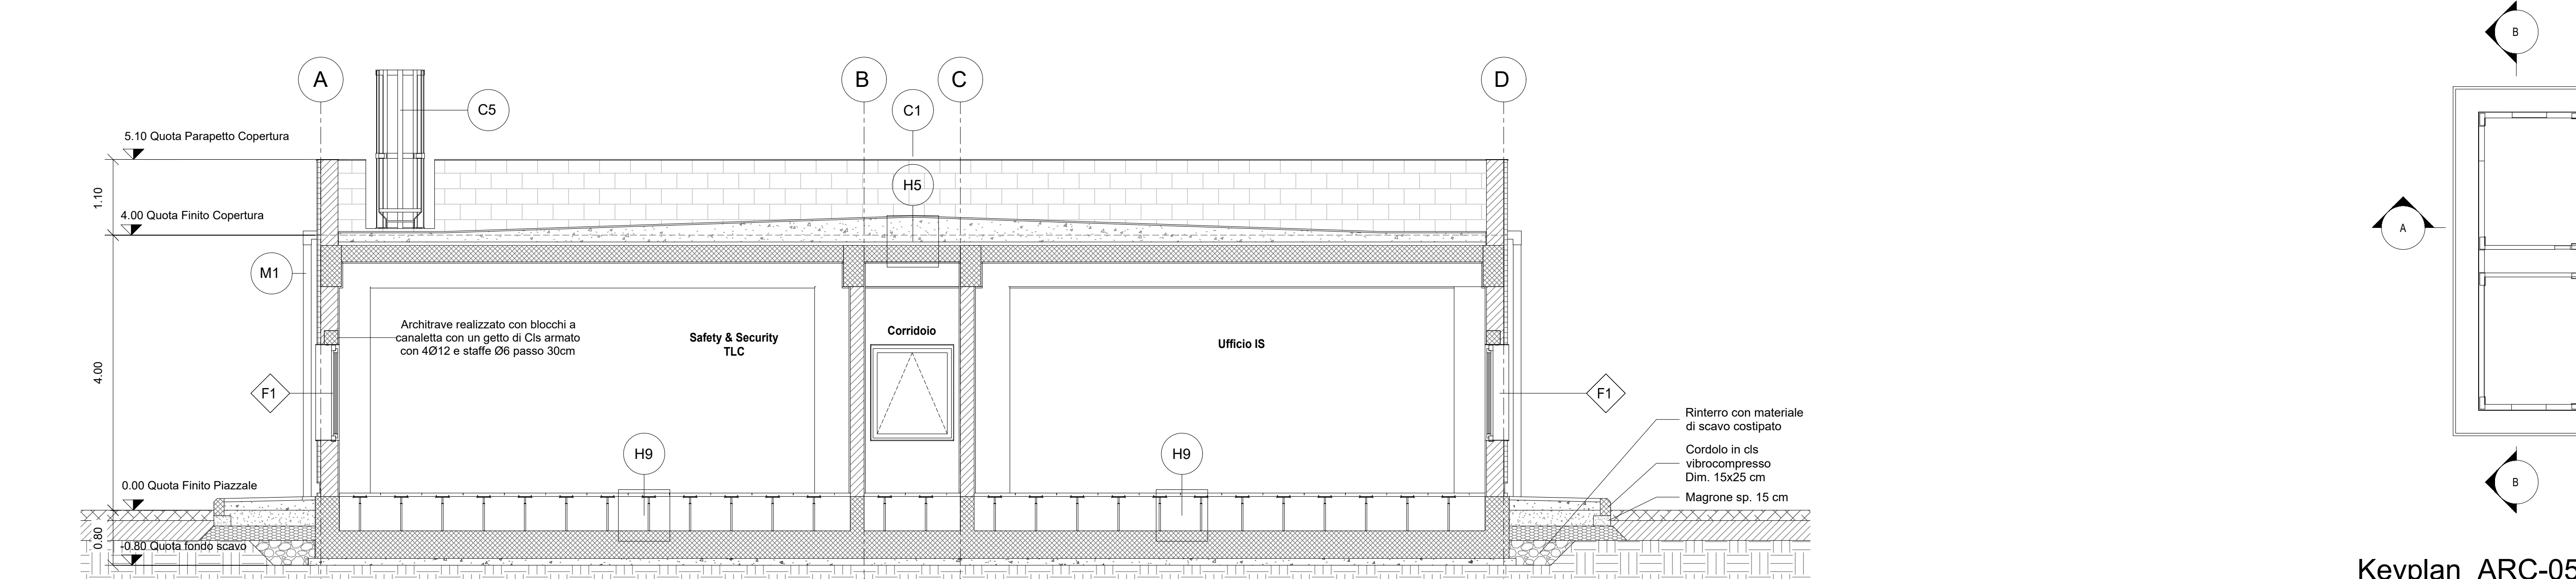 A
B
C
D
C5
C1
H5
5.10 Quota Parapetto Copertura
1.10
4.00 Quota Finito Copertura
M1
Architrave realizzato con blocchi a
canaletta con un getto di Cls armato
con 4Ø12 e staffe Ø6 passo 30cm
Safety & Security
TLC
Corridoio
Ufficio IS
4.00
F1
F1
H9
H9
Rinterro con materiale
di scavo costipato
Cordolo in cls
vibrocompresso
Dim. 15x25 cm
Magrone sp. 15 cm
0.00 Quota Finito Piazzale
0.80
-0.80 Quota fondo scavo
B
A
B
Keyplan ARC-05